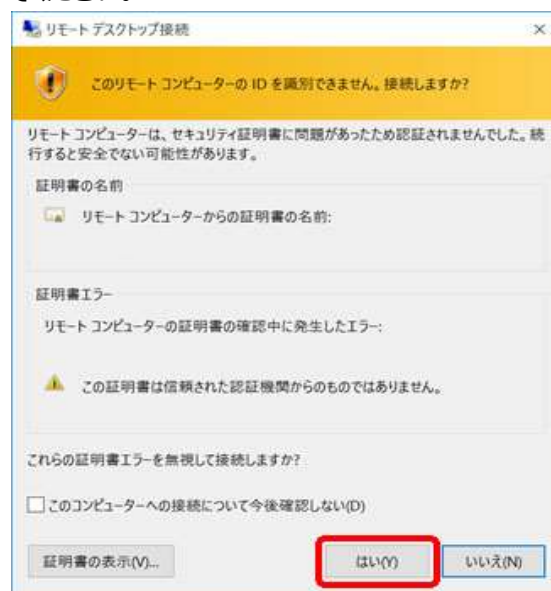 リモート デスクトップ接続
このリモート コンピューターの ID を識別できません。接続しますか?
リモート コンピューターは、セキュリティ証明書に問題があったため認証されませんでした。続
行すると安全でない可能性があります。
証明書の名前
リモート コンピューターからの証明書の名前:
証明書エラー
リモート コンピューターの証明書の確認中に発生したエラー:
この証明書は信頼された認証機関からのものではありません。
これらの証明書エラーを無視して接続しますか?
このコンピューターへの接続について今後確認しない(D)
証明書の表示(V)... はい(Y) いいえ(N)